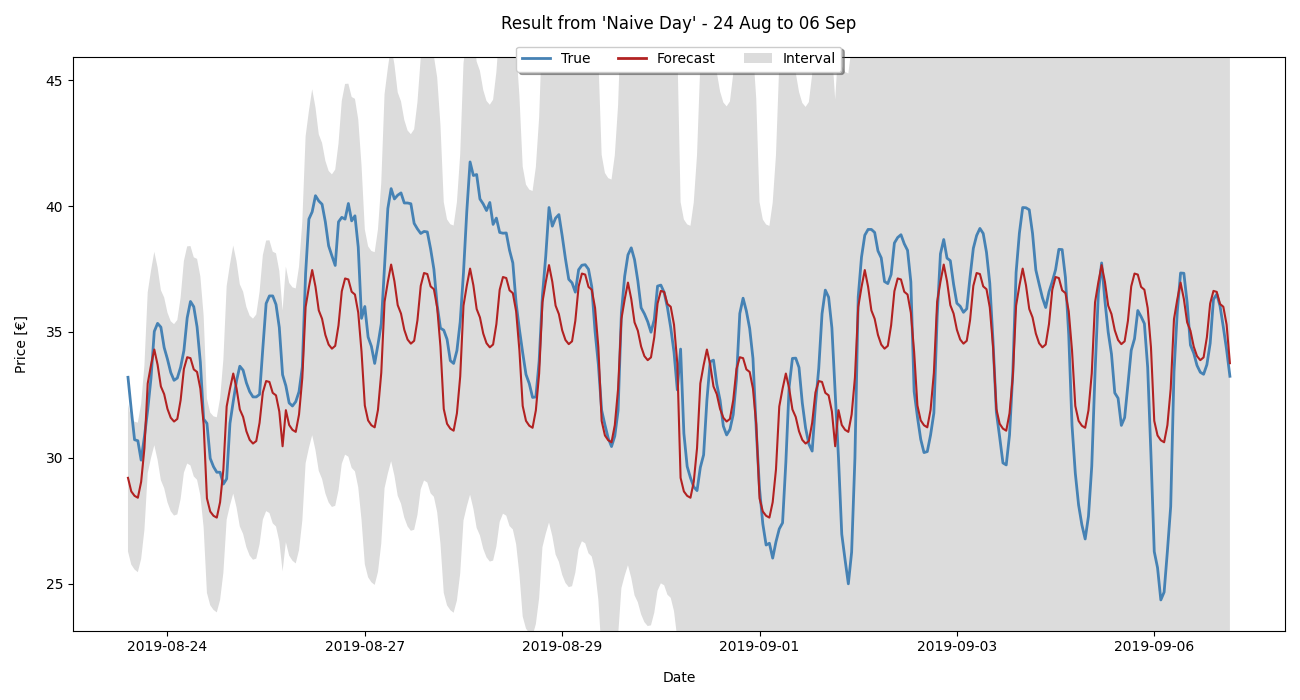 Result from 'Naive Day' - 24 Aug to 06 Sep
True Forecast Interval
45
40
35
30
25
Price [€]
2019-08-24 2019-08-27 2019-08-29 2019-09-01 2019-09-03 2019-09-06
Date